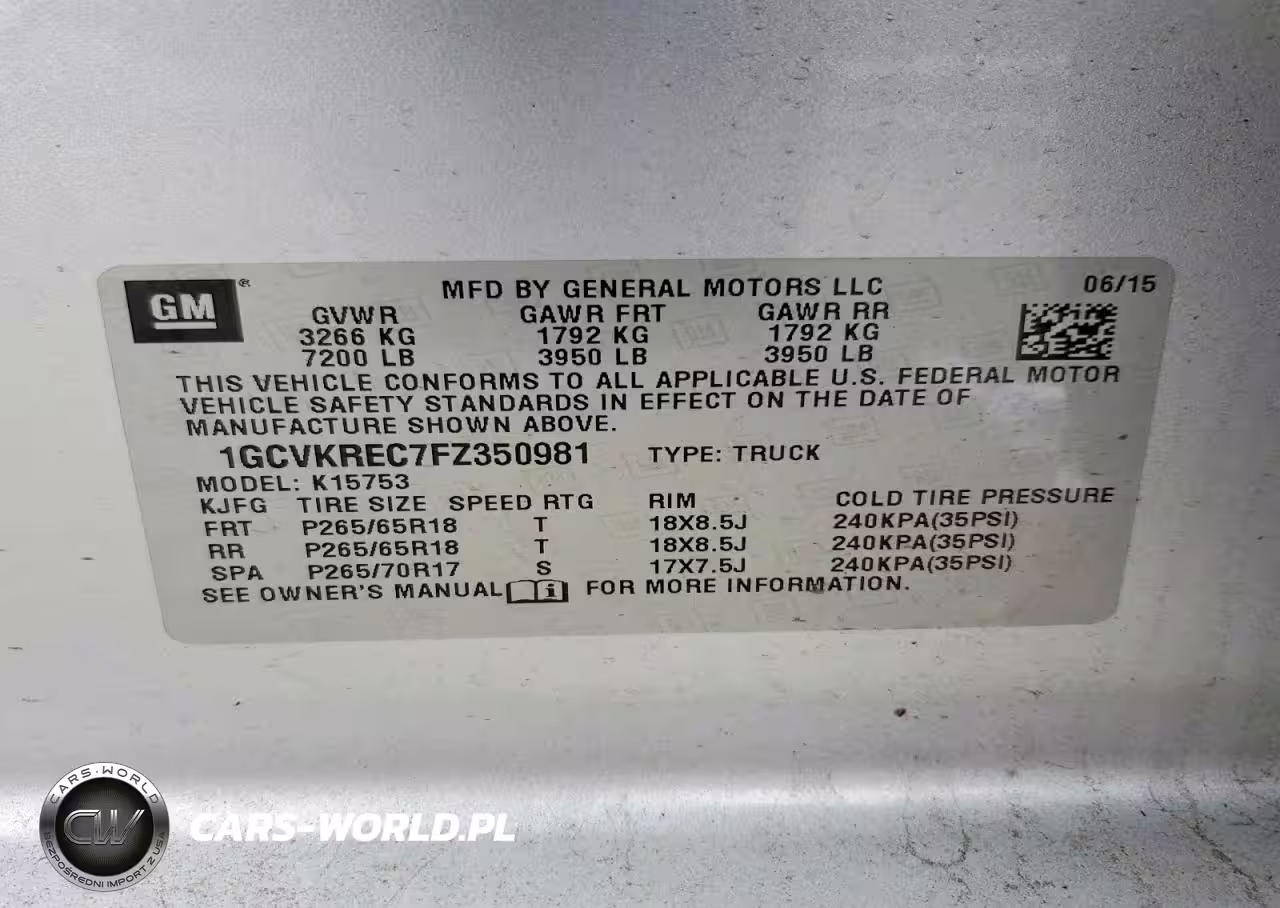 GM ® MFD BY GENERAL MOTORS LLC 06/15
GVWR GAWR FRT GAWR RR
3266 KG 1792 KG 1792 KG
7200 LB 3950 LB 3950 LB
THIS VEHICLE CONFORMS TO ALL APPLICABLE U.S. FEDERAL MOTOR
VEHICLE SAFETY STANDARDS IN EFFECT ON THE DATE OF
MANUFACTURE SHOWN ABOVE.
1GCVKREC7FZ350981 TYPE: TRUCK
MODEL: K15753
KJFG TIRE SIZE SPEED RTG RIM COLD TIRE PRESSURE
FRT P265/65R18 T 18X8.5J 240KPA(35PSI)
RR P265/65R18 T 18X8.5J 240KPA(35PSI)
SPA P265/70R17 S 17X7.5J 240KPA(35PSI)
SEE OWNER'S MANUAL i FOR MORE INFORMATION.
CARS-WORLD
CW
BEZPOŚREDNI IMPORT Z USA
CARS-WORLD.PL